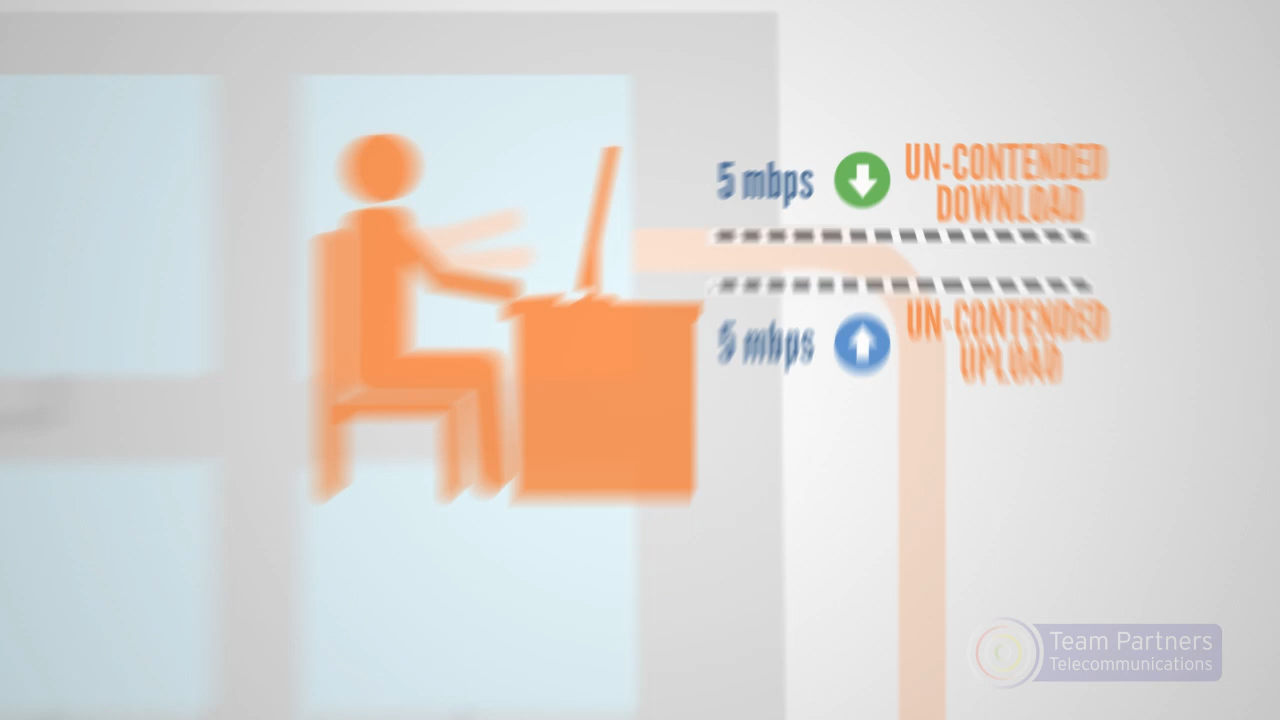 5 mbps
UN-CONTENDED
DOWNLOAD
5 mbps
UN-CONTENDED
UPLOAD
Team Partners
Telecommunications